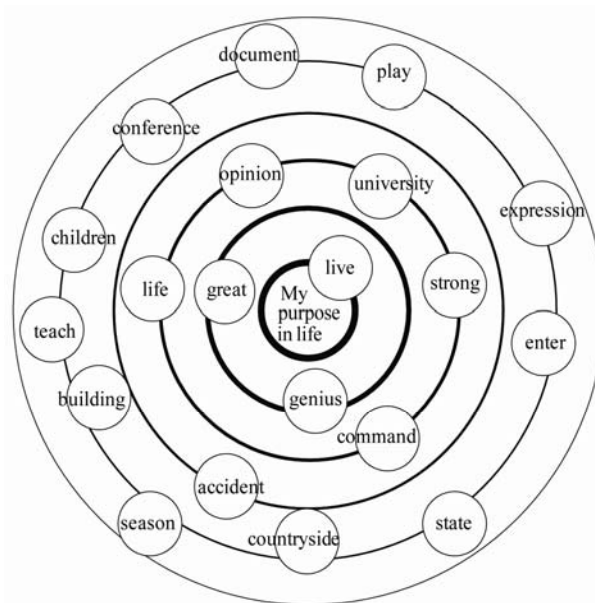 document
play
conference
opinion
university
children
expression
live
life
great
My
purpose
in life
strong
teach
enter
building
genius
command
accident
season
countryside
state